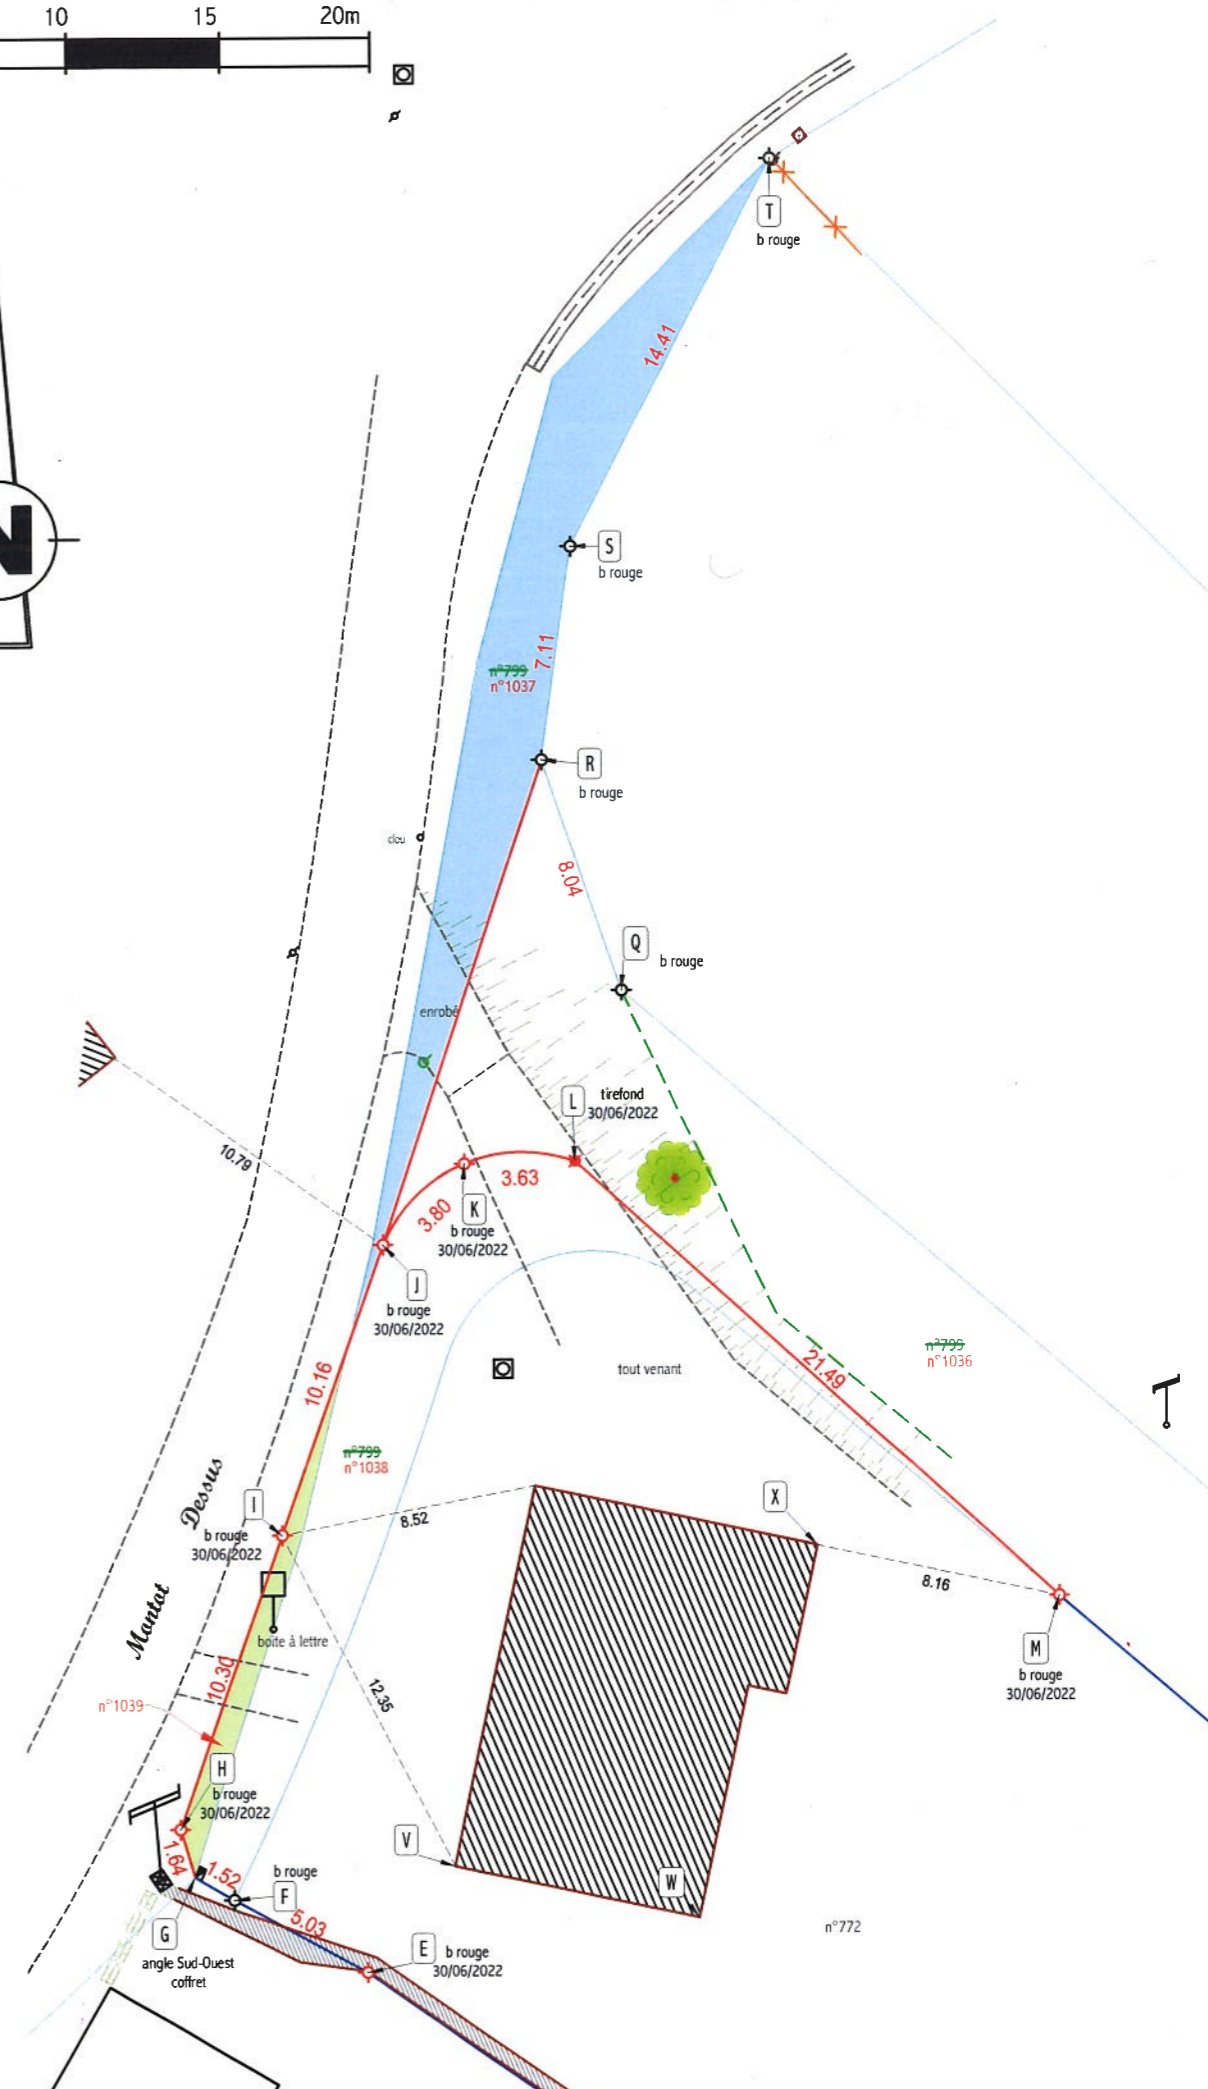 10 15 20m
T
b rouge
14.41
S
b rouge
7.11
n°799
n°1037
R
b rouge
clou
8.04
Q
b rouge
enrobé
L
tirefond
30/06/2022
10.79
3.63
3.80
K
b rouge
30/06/2022
J
b rouge
30/06/2022
n°799
n°1036
21.49
tout venant
10.16
n°799
n°1038
Dessus
I
b rouge
30/06/2022
8.52
X
8.16
Montot
boite à lettre
M
b rouge
30/06/2022
10.30
12.35
n°1039
H
b rouge
30/06/2022
V
W
1.64
1.52
b rouge
F
5.03
n°772
G
angle Sud-Ouest
coffret
E
b rouge
30/06/2022
N